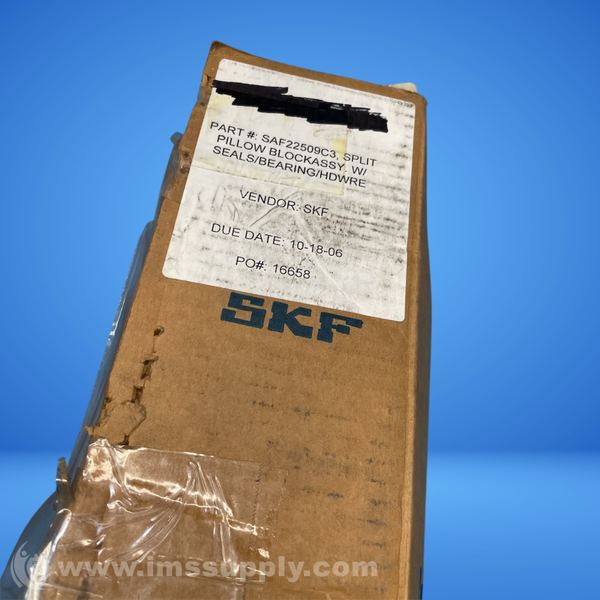 PART #: SAF22509C3, SPLIT
PILLOW BLOCKASSY. W/
SEALS/BEARING/HDWRE
VENDOR: SKF
DUE DATE: 10-18-06
PO#: 16658
SKF
www.imssupply.com